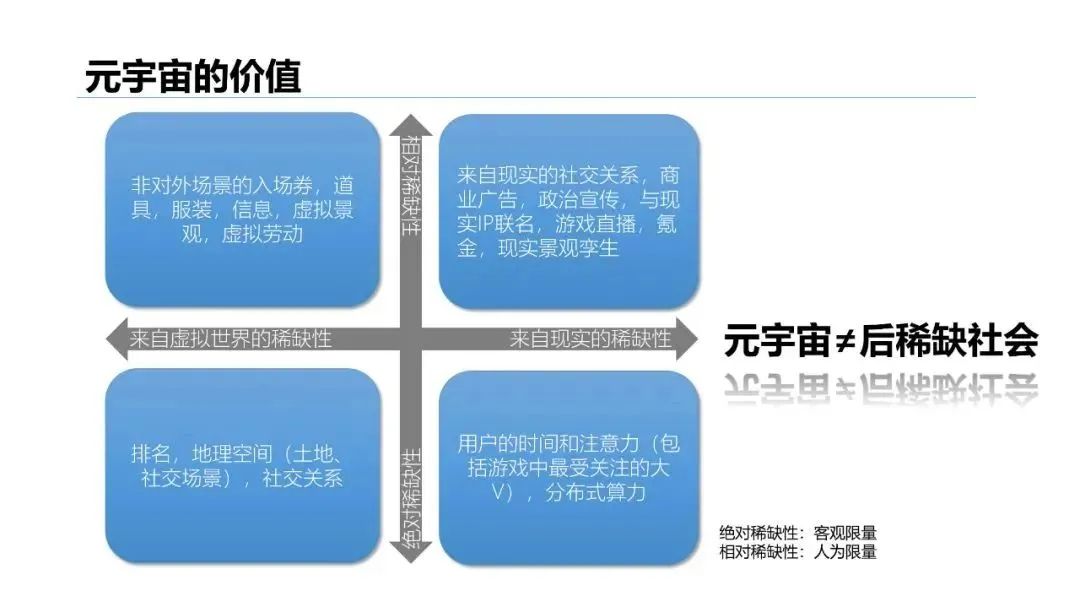 元宇宙的价值
非对外场景的入场券，道
具，服装，信息，虚拟景
观，虚拟劳动
相对稀缺性
来自现实的社交关系，商
业广告，政治宣传，与现
实IP联名，游戏直播，氪
金，现实景观孪生
来自虚拟世界的稀缺性
来自现实的稀缺性
元宇宙≠后稀缺社会
排名，地理空间（土地、
社交场景），社交关系
绝对稀缺性
用户的时间和注意力（包
括游戏中最受关注的大
V），分布式算力
绝对稀缺性：客观限量
相对稀缺性：人为限量